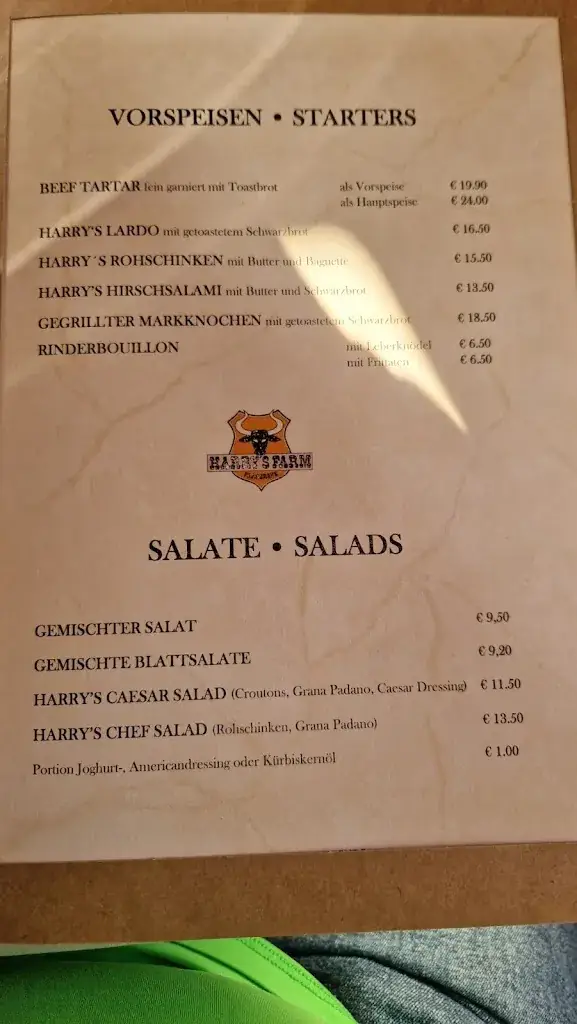 VORSPEISEN • STARTERS
BEEF TARTAR fein garniert mit Toastbrot als Vorspeise € 19.90
als Hauptspeise € 24.00
HARRY'S LARDO mit getoastetem Schwarzbrot € 16.50
HARRY´S ROHSCHINKEN mit Butter und Baguette € 15.50
HARRY'S HIRSCHSALAMI mit Butter und Schwarzbrot € 13.50
GEGRILLTER MARKKNOCHEN mit getoastetem Schwarzbrot € 18.50
RINDERBOUILLON mit Leberknödel € 6.50
mit Frittaten € 6.50
HARRY'S FARM
SALATE • SALADS
GEMISCHTER SALAT € 9,50
GEMISCHTE BLATTSALATE € 9,20
HARRY'S CAESAR SALAD (Croutons, Grana Padano, Caesar Dressing) € 11.50
HARRY'S CHEF SALAD (Rohschinken, Grana Padano) € 13.50
Portion Joghurt-, Americandressing oder Kürbiskernöl € 1.00